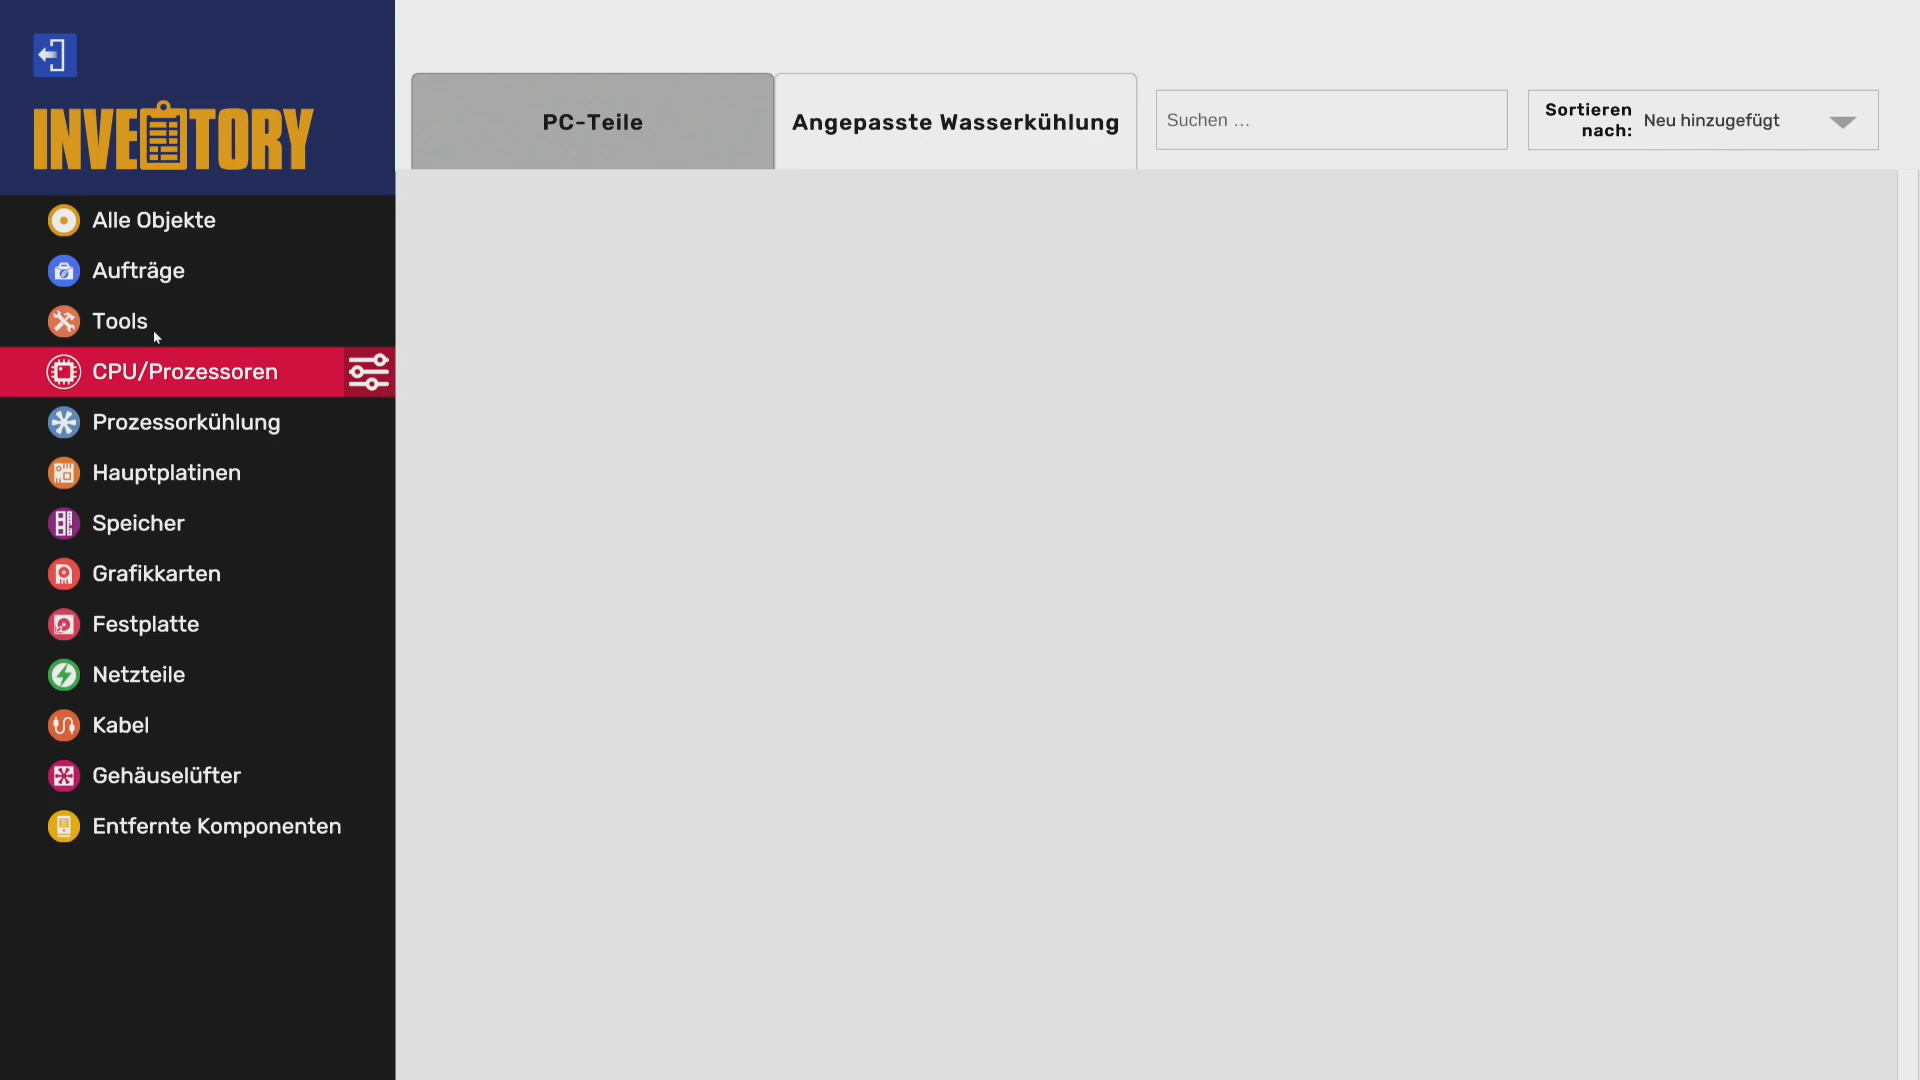 INVENTORY
Alle Objekte
Aufträge
Tools
CPU/Prozessoren
Prozessorkühlung
Hauptplatinen
Speicher
Grafikkarten
Festplatte
Netzteile
Kabel
Gehäuselüfter
Entfernte Komponenten
PC-Teile
Angepasste Wasserkühlung
Suchen ...
Sortieren
nach:
Neu hinzugefügt